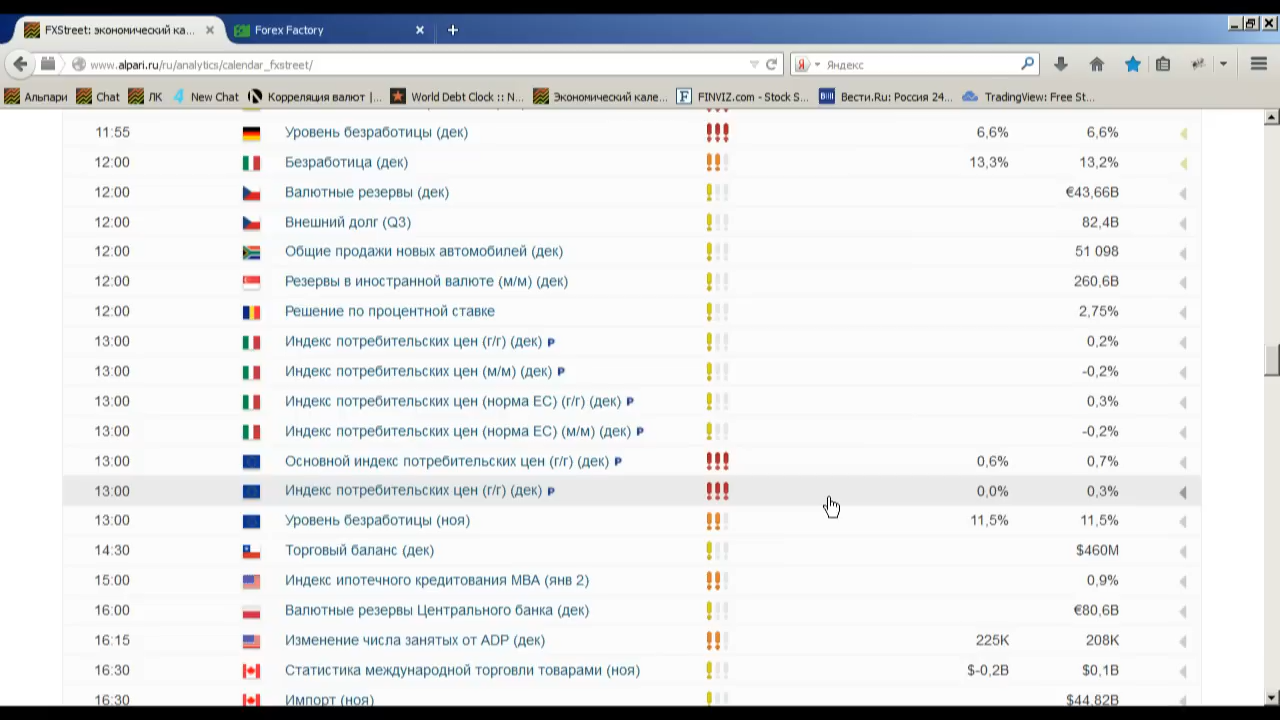 FXStreet: экономический ка...
Forex Factory
www.alpari.ru/ru/analytics/calendar_fxstreet/
Яндекс
Альпари Chat ЛК New Chat Корреляция валют |... World Debt Clock :: N... Экономический кале... FINVIZ.com - Stock S... Вести.Ru: Россия 24... TradingView: Free St...
11:55 Уровень безработицы (дек) 6,6% 6,6%
12:00 Безработица (дек) 13,3% 13,2%
12:00 Валютные резервы (дек) €43,66B
12:00 Внешний долг (Q3) 82,4B
12:00 Общие продажи новых автомобилей (дек) 51 098
12:00 Резервы в иностранной валюте (м/м) (дек) 260,6B
12:00 Решение по процентной ставке 2,75%
13:00 Индекс потребительских цен (г/г) (дек) P 0,2%
13:00 Индекс потребительских цен (м/м) (дек) P -0,2%
13:00 Индекс потребительских цен (норма ЕС) (г/г) (дек) P 0,3%
13:00 Индекс потребительских цен (норма ЕС) (м/м) (дек) P -0,2%
13:00 Основной индекс потребительских цен (г/г) (дек) P 0,6% 0,7%
13:00 Индекс потребительских цен (г/г) (дек) P 0,0% 0,3%
13:00 Уровень безработицы (ноя) 11,5% 11,5%
14:30 Торговый баланс (дек) $460M
15:00 Индекс ипотечного кредитования MBA (янв 2) 0,9%
16:00 Валютные резервы Центрального банка (дек) €80,6B
16:15 Изменение числа занятых от ADP (дек) 225K 208K
16:30 Статистика международной торговли товарами (ноя) $-0,2B $0,1B
16:30 Импорт (ноя) $44,82B